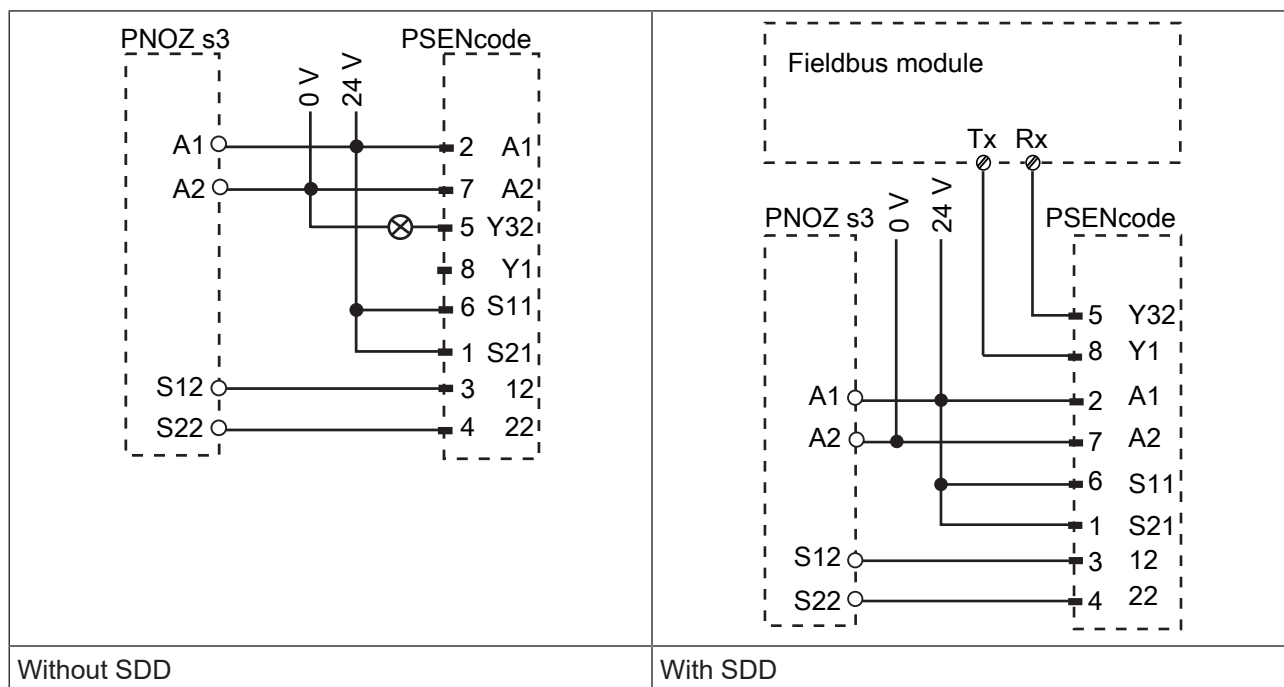 PNOZ s3 PSENcode
0 V 24 V
A1 2 A1
A2 7 A2
5 Y32
8 Y1
6 S11
1 S21
S12 3 12
S22 4 22
Without SDD
Fieldbus module
Tx Rx
PNOZ s3 0 V 24 V PSENcode
5 Y32
8 Y1
A1 2 A1
A2 7 A2
6 S11
1 S21
S12 3 12
S22 4 22
With SDD